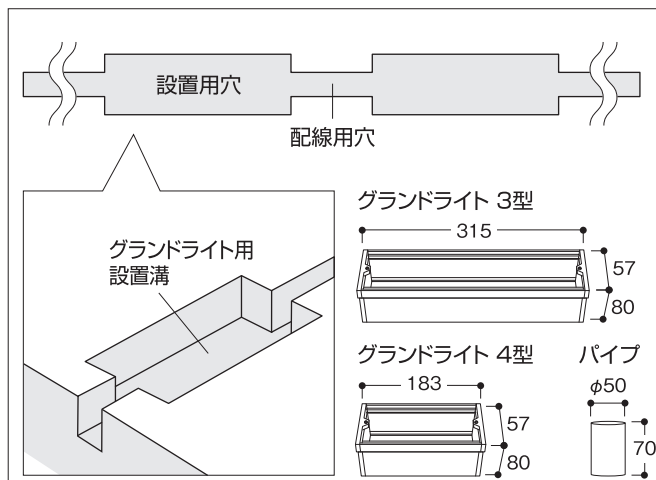 設置用穴
配線用穴
グランドライト用
設置溝
グランドライト 3型
315
57
80
グランドライト 4型
183
57
80
パイプ
φ50
70